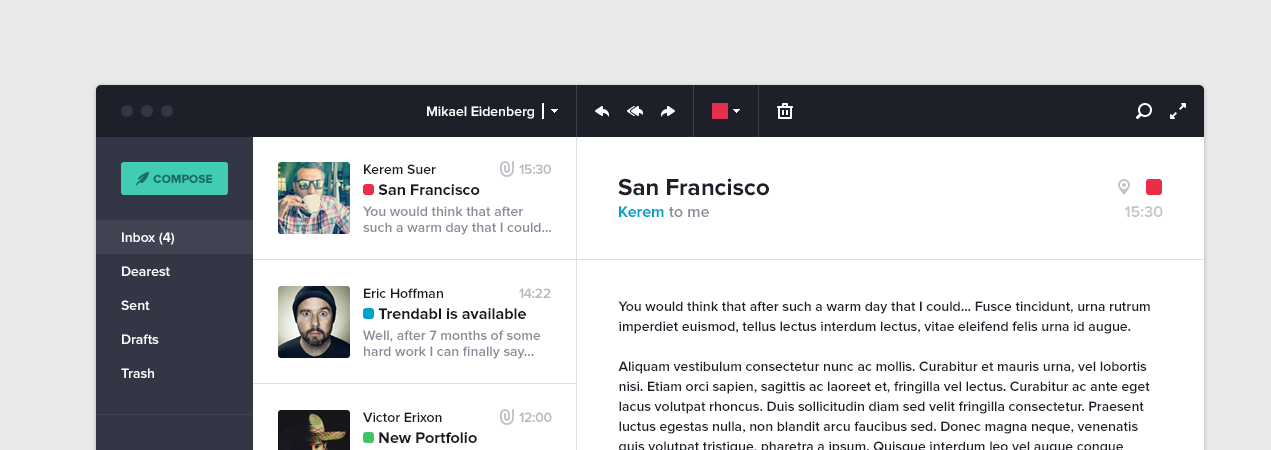 Mikael Eidenberg
COMPOSE
Inbox (4)
Dearest
Sent
Drafts
Trash
Kerem Suer
15:30
San Francisco
You would think that after
such a warm day that I could...
Eric Hoffman
14:22
Trendabl is available
Well, after 7 months of some
hard work I can finally say...
Victor Erixon
12:00
New Portfolio
San Francisco
Kerem to me
15:30
You would think that after such a warm day that I could... Fusce tincidunt, urna rutrum
imperdiet euismod, tellus lectus interdum lectus, vitae eleifend felis urna id augue.
Aliquam vestibulum consectetur nunc ac mollis. Curabitur et mauris urna, vel lobortis
nisi. Etiam orci sapien, sagittis ac laoreet et, fringilla vel lectus. Curabitur ac ante eget
lacus volutpat rhoncus. Duis sollicitudin diam sed velit fringilla consectetur. Praesent
luctus egestas nulla, non blandit arcu faucibus sed. Donec magna neque, venenatis
quis volutpat tristique, pharetra a ipsum. Quisque interdum leo vel augue congue